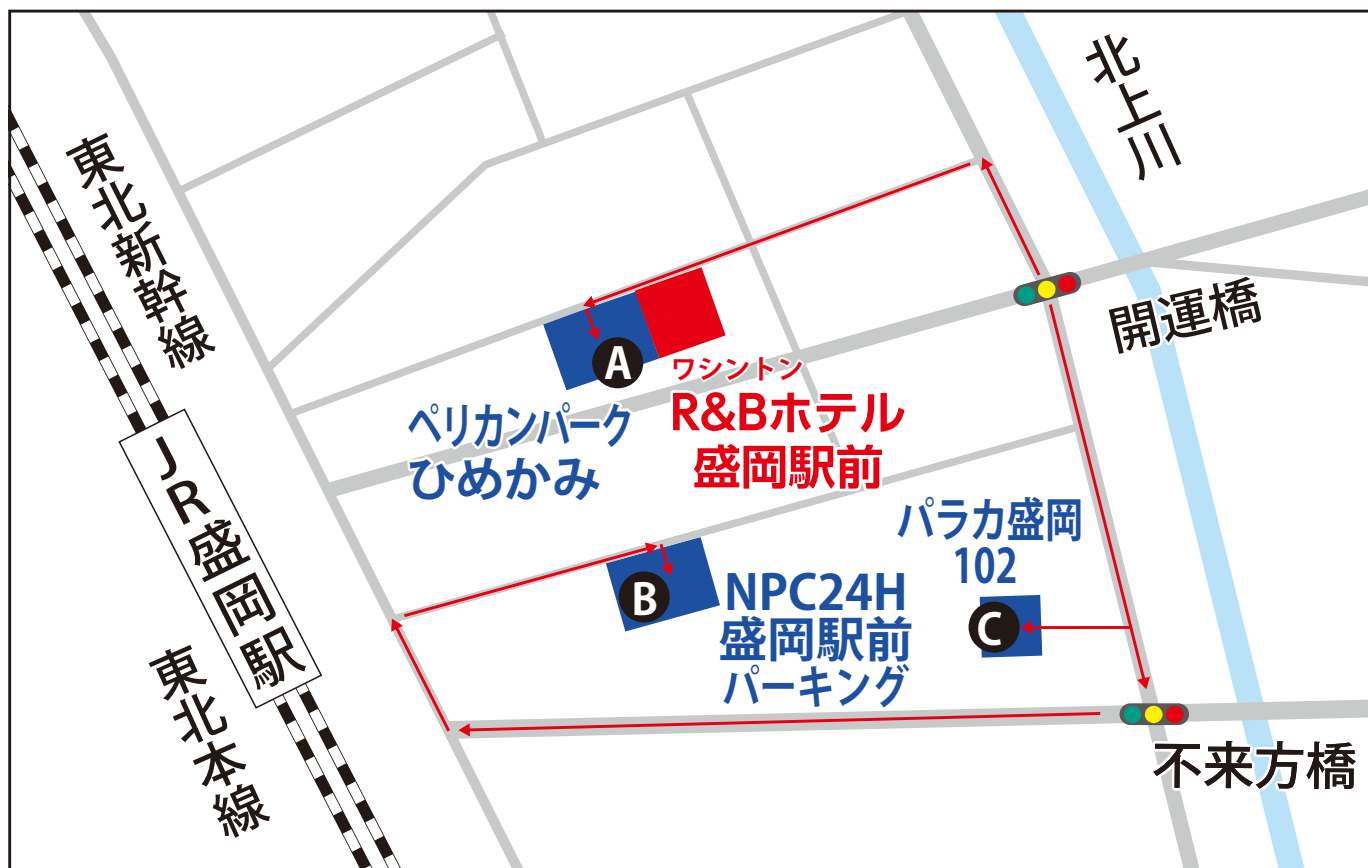 北上川
東北新幹線
開運橋
A
ワシントン
R&Bホテル
盛岡駅前
ペリカンパーク
ひめかみ
JR盛岡駅
パラカ盛岡
102
B
NPC24H
盛岡駅前
パーキング
C
東北本線
不来方橋